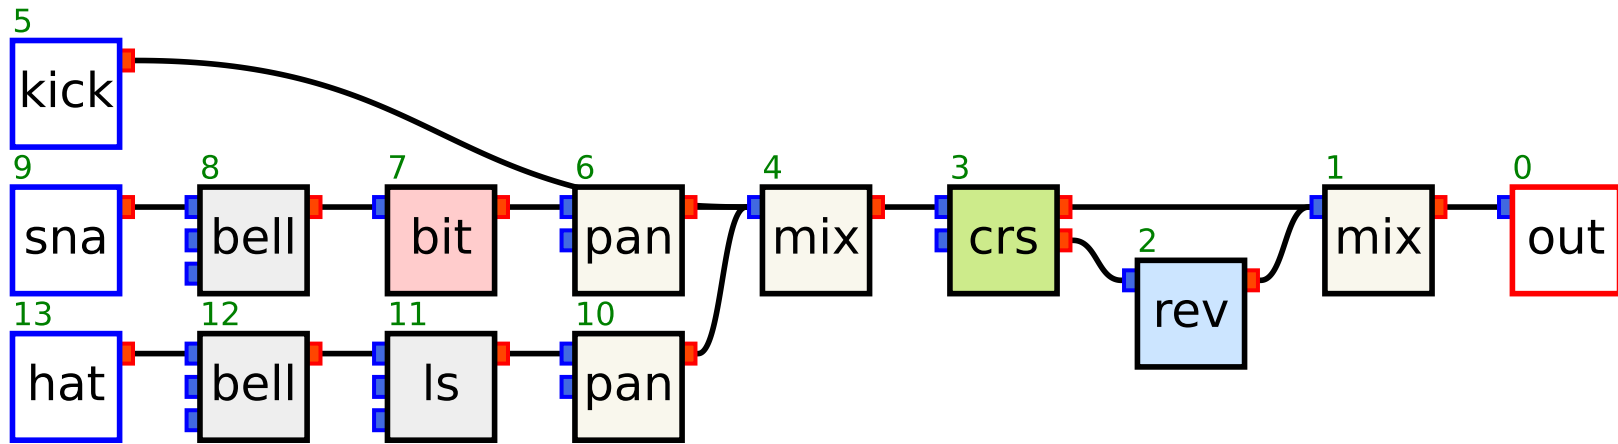 5
kick
9 8 7 6 4 3 1 0
sna bell bit pan mix crs mix out
2
rev
13 12 11 10
hat bell ls pan